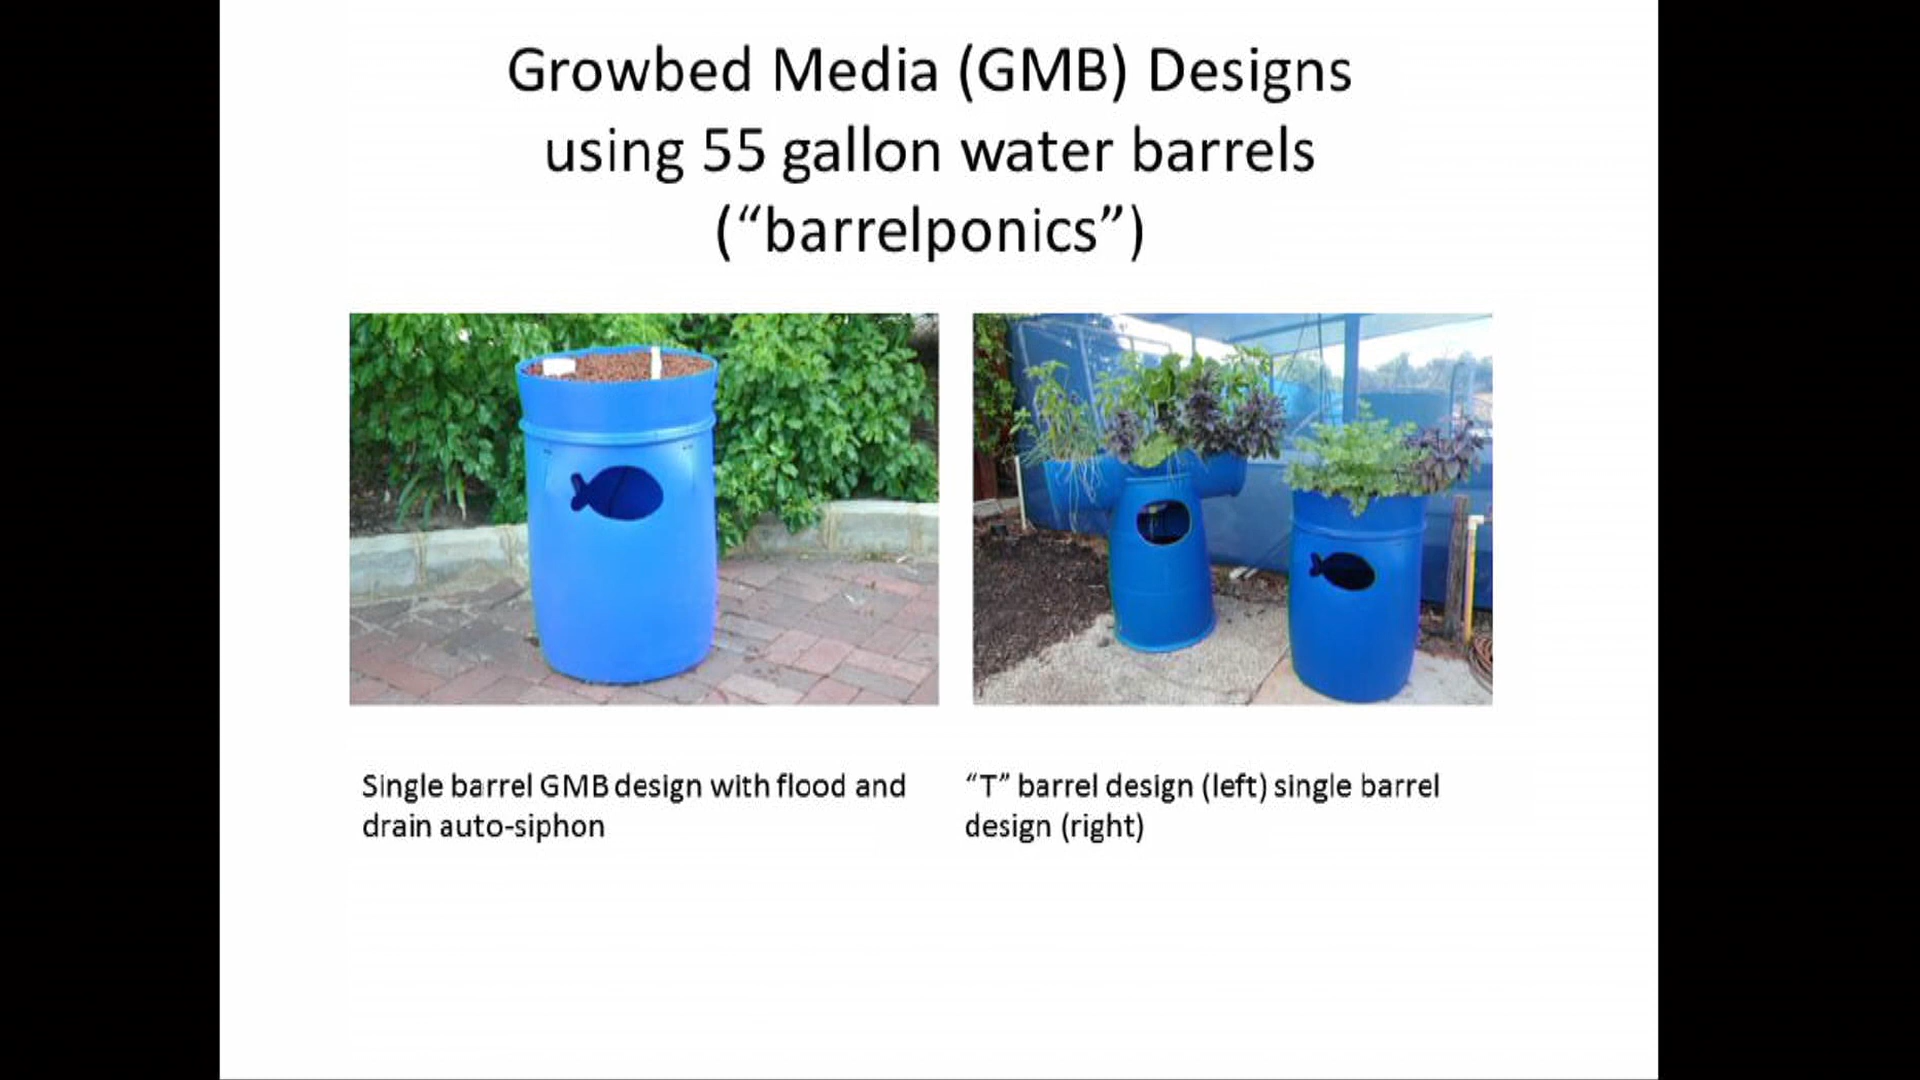 Growbed Media (GMB) Designs
using 55 gallon water barrels
(“barrelponics”)
Single barrel GMB design with flood and
drain auto-siphon
“T” barrel design (left) single barrel
design (right)